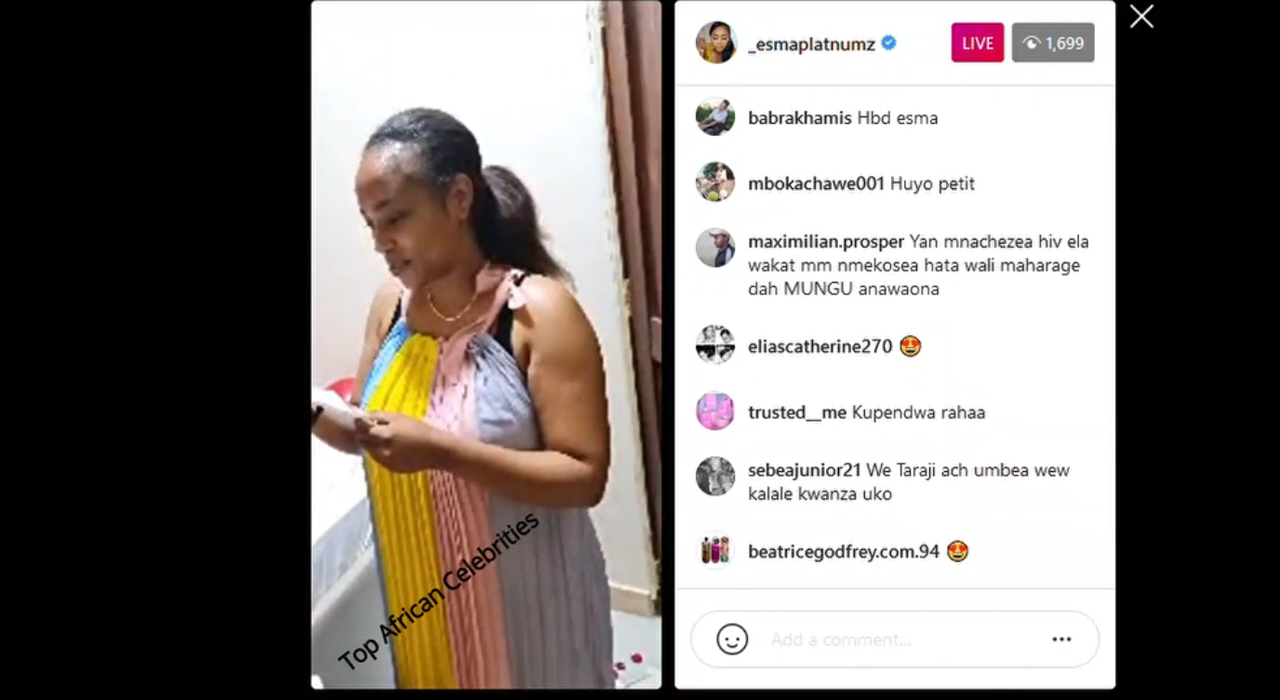 _esmaplatnumz
LIVE
1,699
babrakhamis Hbd esma
mbokachawe001 Huyo petit
maximilian.prosper Yan mnachezea hiv ela
wakat mm nmekosea hata wali maharage
dah MUNGU anawaona
eliascatherine270 🤩
trusted__me Kupendwa rahaa
sebeajunior21 We Taraji ach umbea wew
kalale kwanza uko
beatricegodfrey.com.94 🤩
Add a comment...
Top African Celebrities